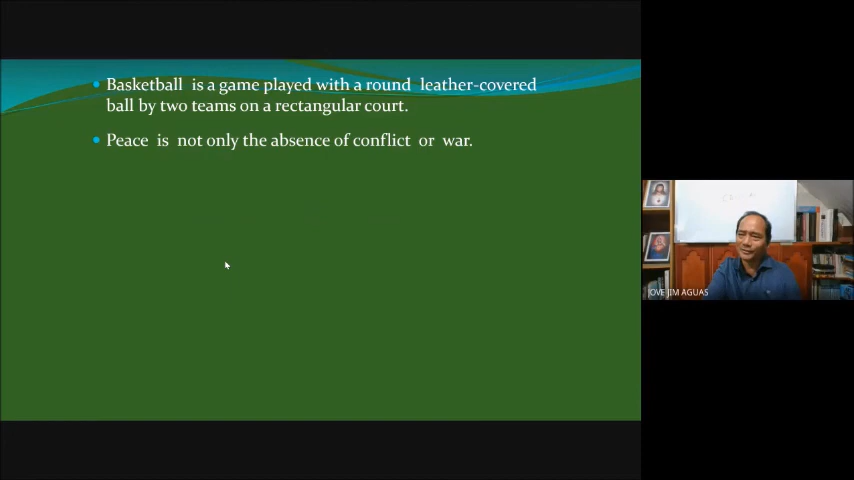 Basketball is a game played with a round leather-covered
ball by two teams on a rectangular court.
Peace is not only the absence of conflict or war.
JOVE JIM AGUAS